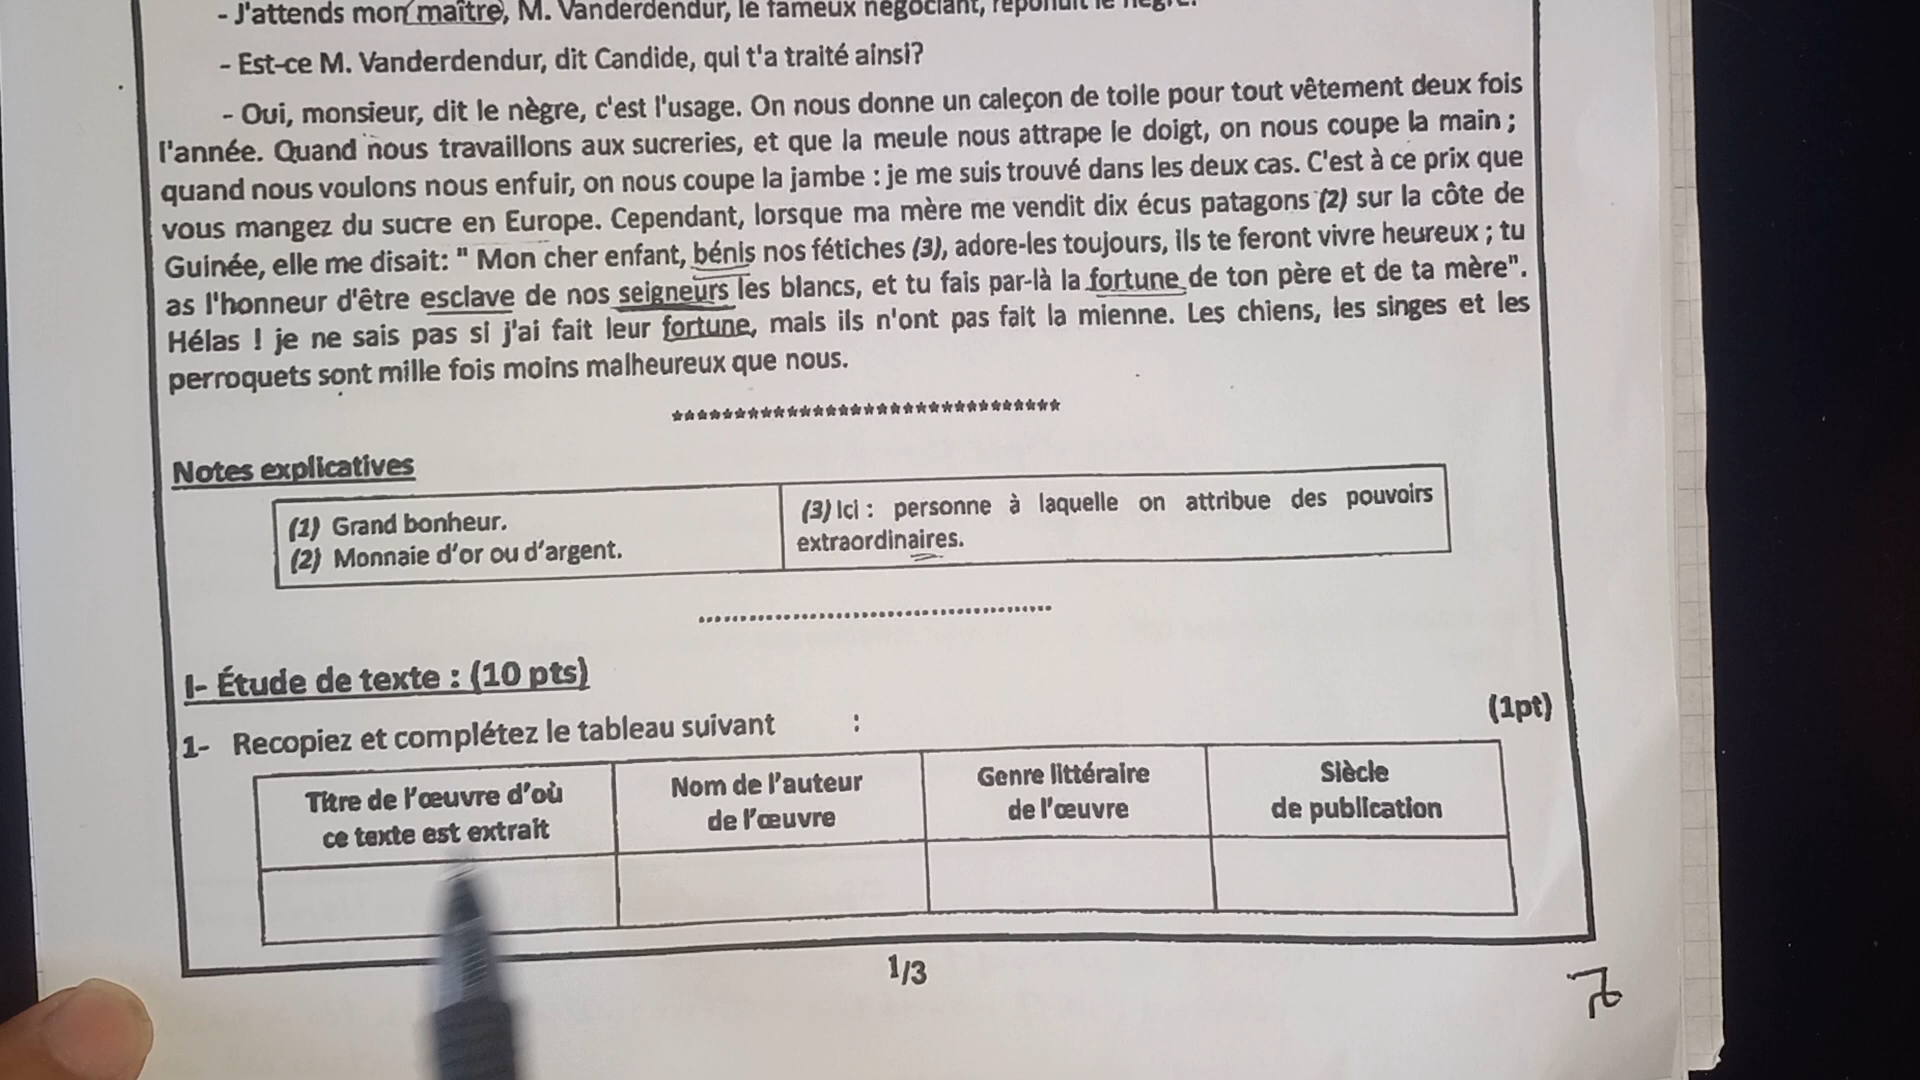 - J'attends mon maître, M. Vanderdendur, le fameux négociant, répondit le nègre.
- Est-ce M. Vanderdendur, dit Candide, qui t'a traité ainsi?
- Oui, monsieur, dit le nègre, c'est l'usage. On nous donne un caleçon de toile pour tout vêtement deux fois
l'année. Quand nous travaillons aux sucreries, et que la meule nous attrape le doigt, on nous coupe la main ;
quand nous voulons nous enfuir, on nous coupe la jambe : je me suis trouvé dans les deux cas. C'est à ce prix que
vous mangez du sucre en Europe. Cependant, lorsque ma mère me vendit dix écus patagons (2) sur la côte de
Guinée, elle me disait: " Mon cher enfant, bénis nos fétiches (3), adore-les toujours, ils te feront vivre heureux ; tu
as l'honneur d'être esclave de nos seigneurs les blancs, et tu fais par-là la fortune de ton père et de ta mère".
Hélas ! je ne sais pas si j'ai fait leur fortune, mais ils n'ont pas fait la mienne. Les chiens, les singes et les
perroquets sont mille fois moins malheureux que nous.
*******************************
Notes explicatives
(1) Grand bonheur.
(2) Monnaie d'or ou d'argent.
(3) Ici : personne à laquelle on attribue des pouvoirs
extraordinaires.
I- Étude de texte : (10 pts)
1- Recopiez et complétez le tableau suivant : (1pt)
Titre de l'œuvre d'où
ce texte est extrait
Nom de l'auteur
de l'œuvre
Genre littéraire
de l'œuvre
Siècle
de publication
1/3